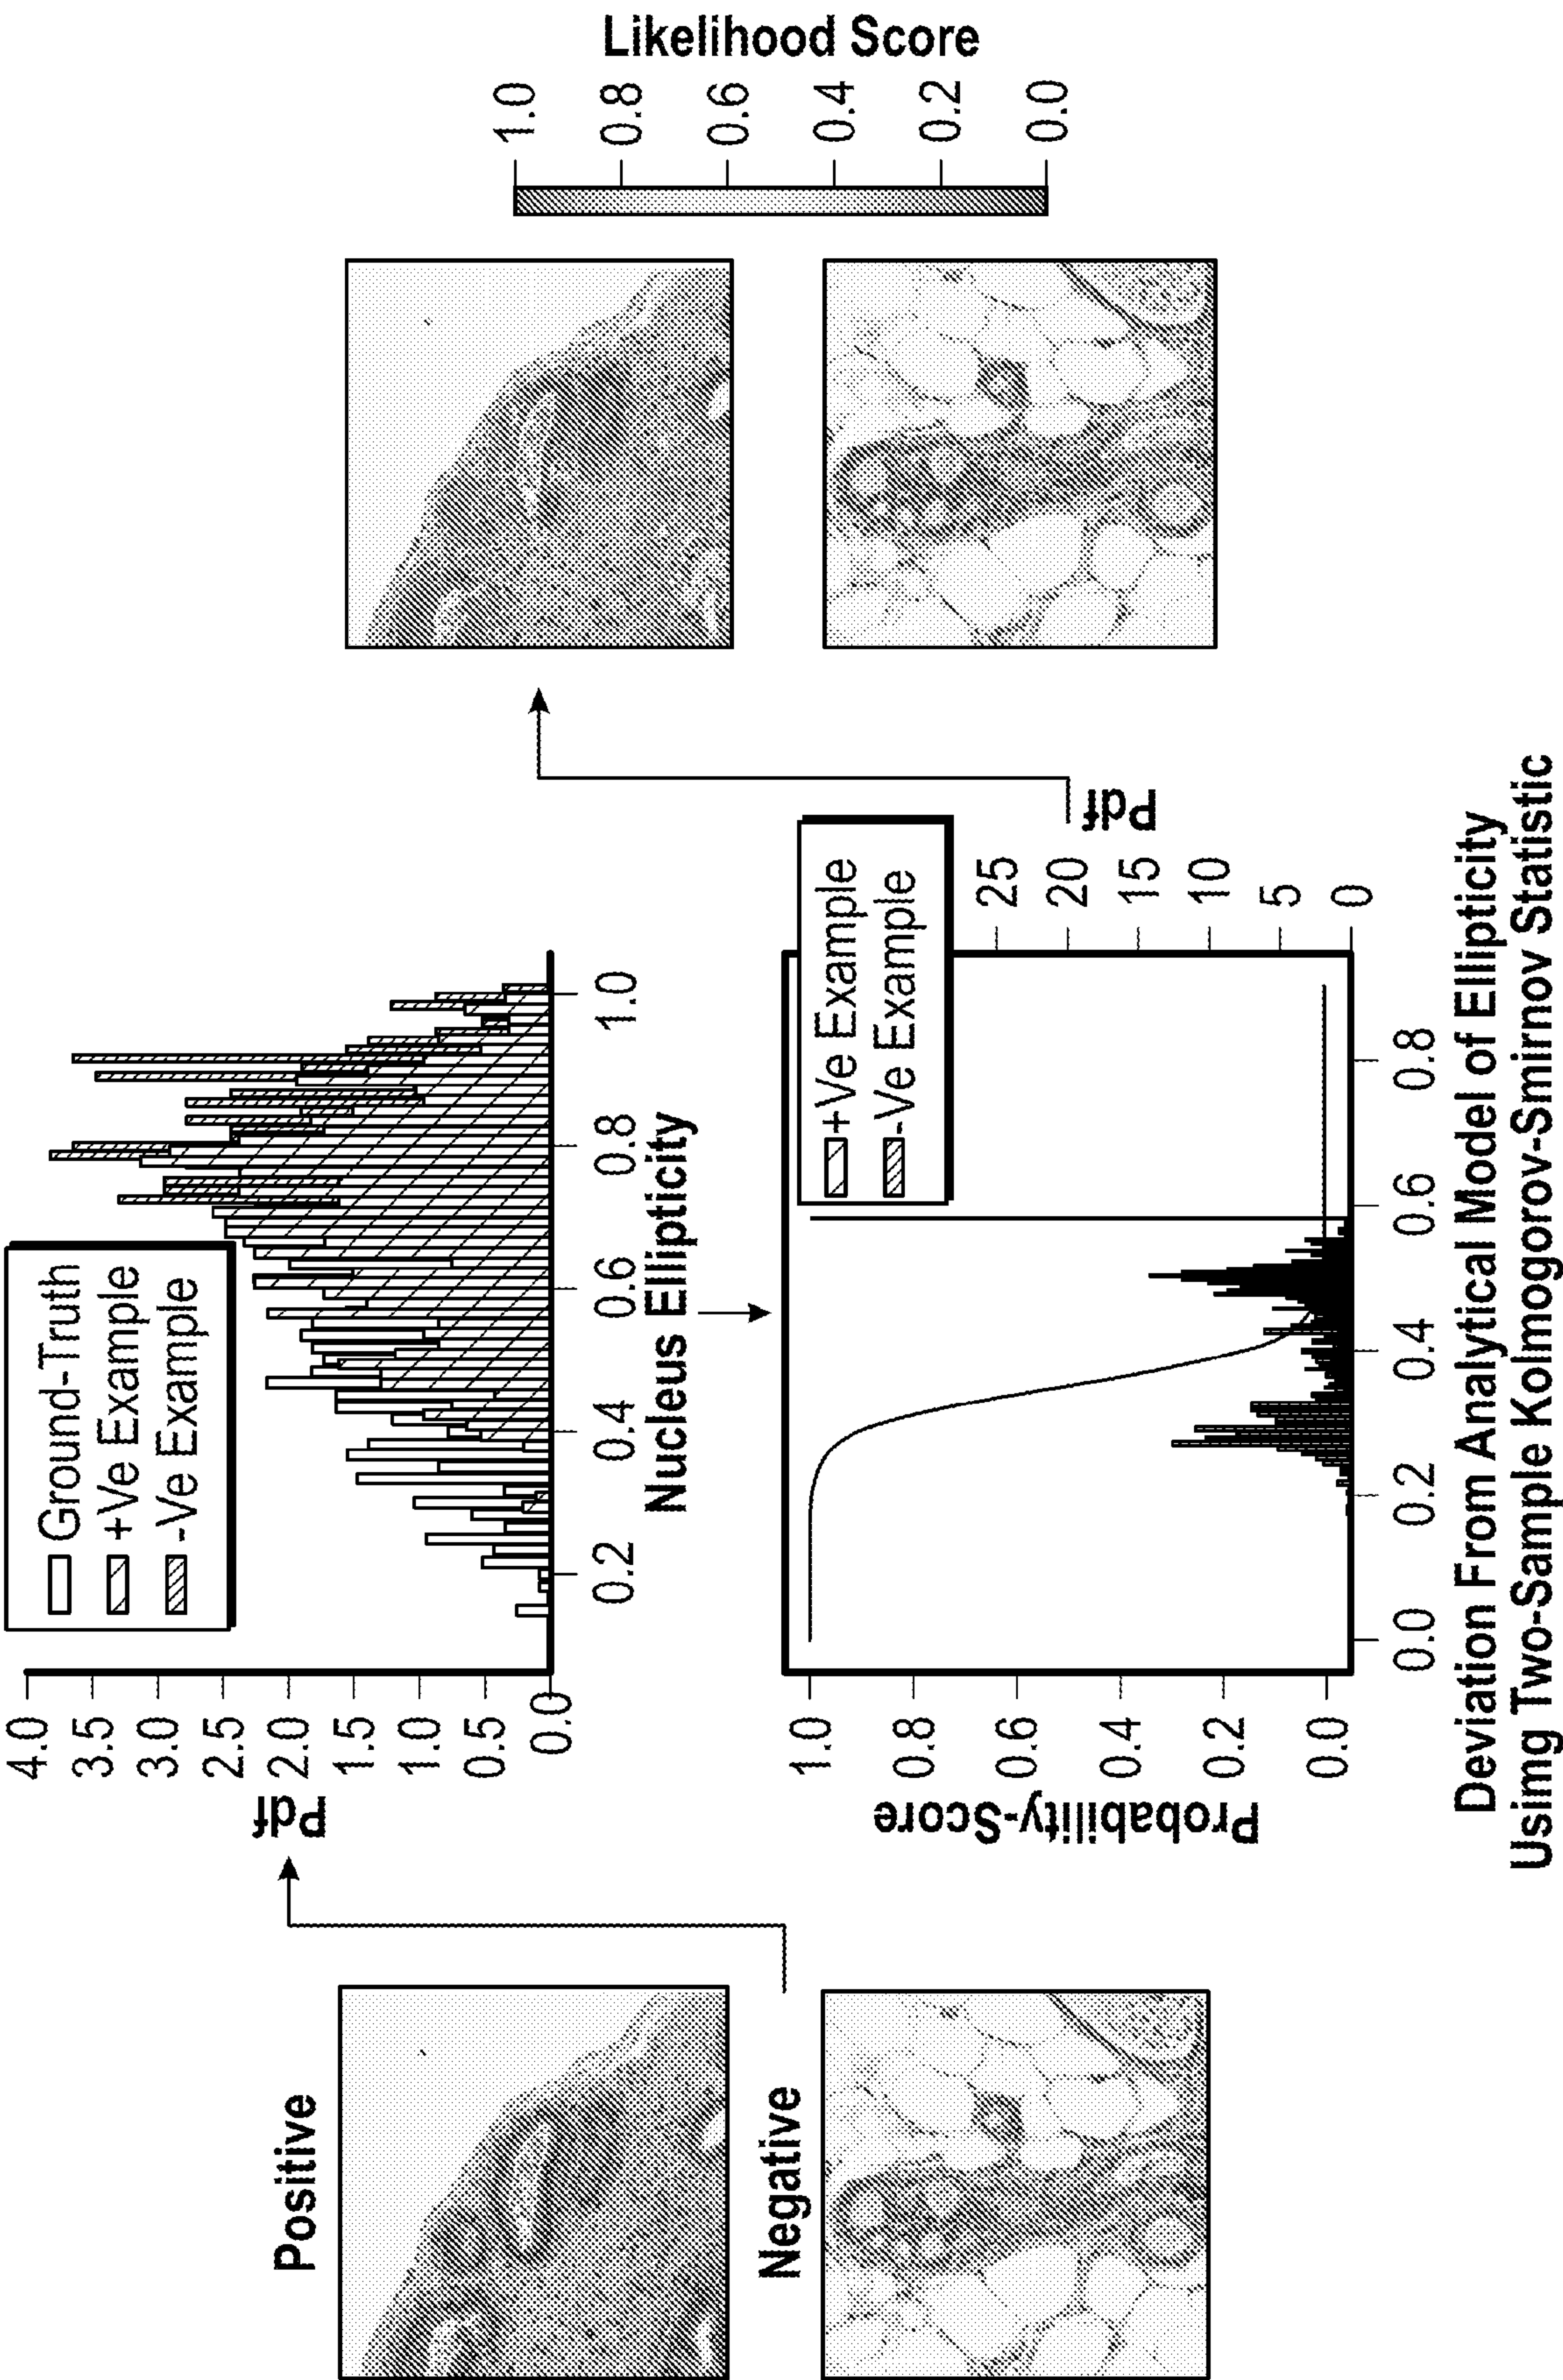 Positive
Negative
Pdf
4.0
3.5
3.0
2.5
2.0
1.5
1.0
0.5
0.0
Ground-Truth
+Ve Example
-Ve Example
0.2
0.4
0.6
0.8
1.0
Nucleus Ellipticity
Probability-Score
1.0
0.8
0.6
0.4
0.2
0.0
+Ve Example
-Ve Example
25
20
15
10
5
0
Pdf
0.0
0.2
0.4
0.6
0.8
Deviation From Analytical Model of Ellipticity
Usimg Two-Sample Kolmogorov-Smirnov Statistic
1.0
0.8
0.6
0.4
0.2
0.0
Likelihood Score